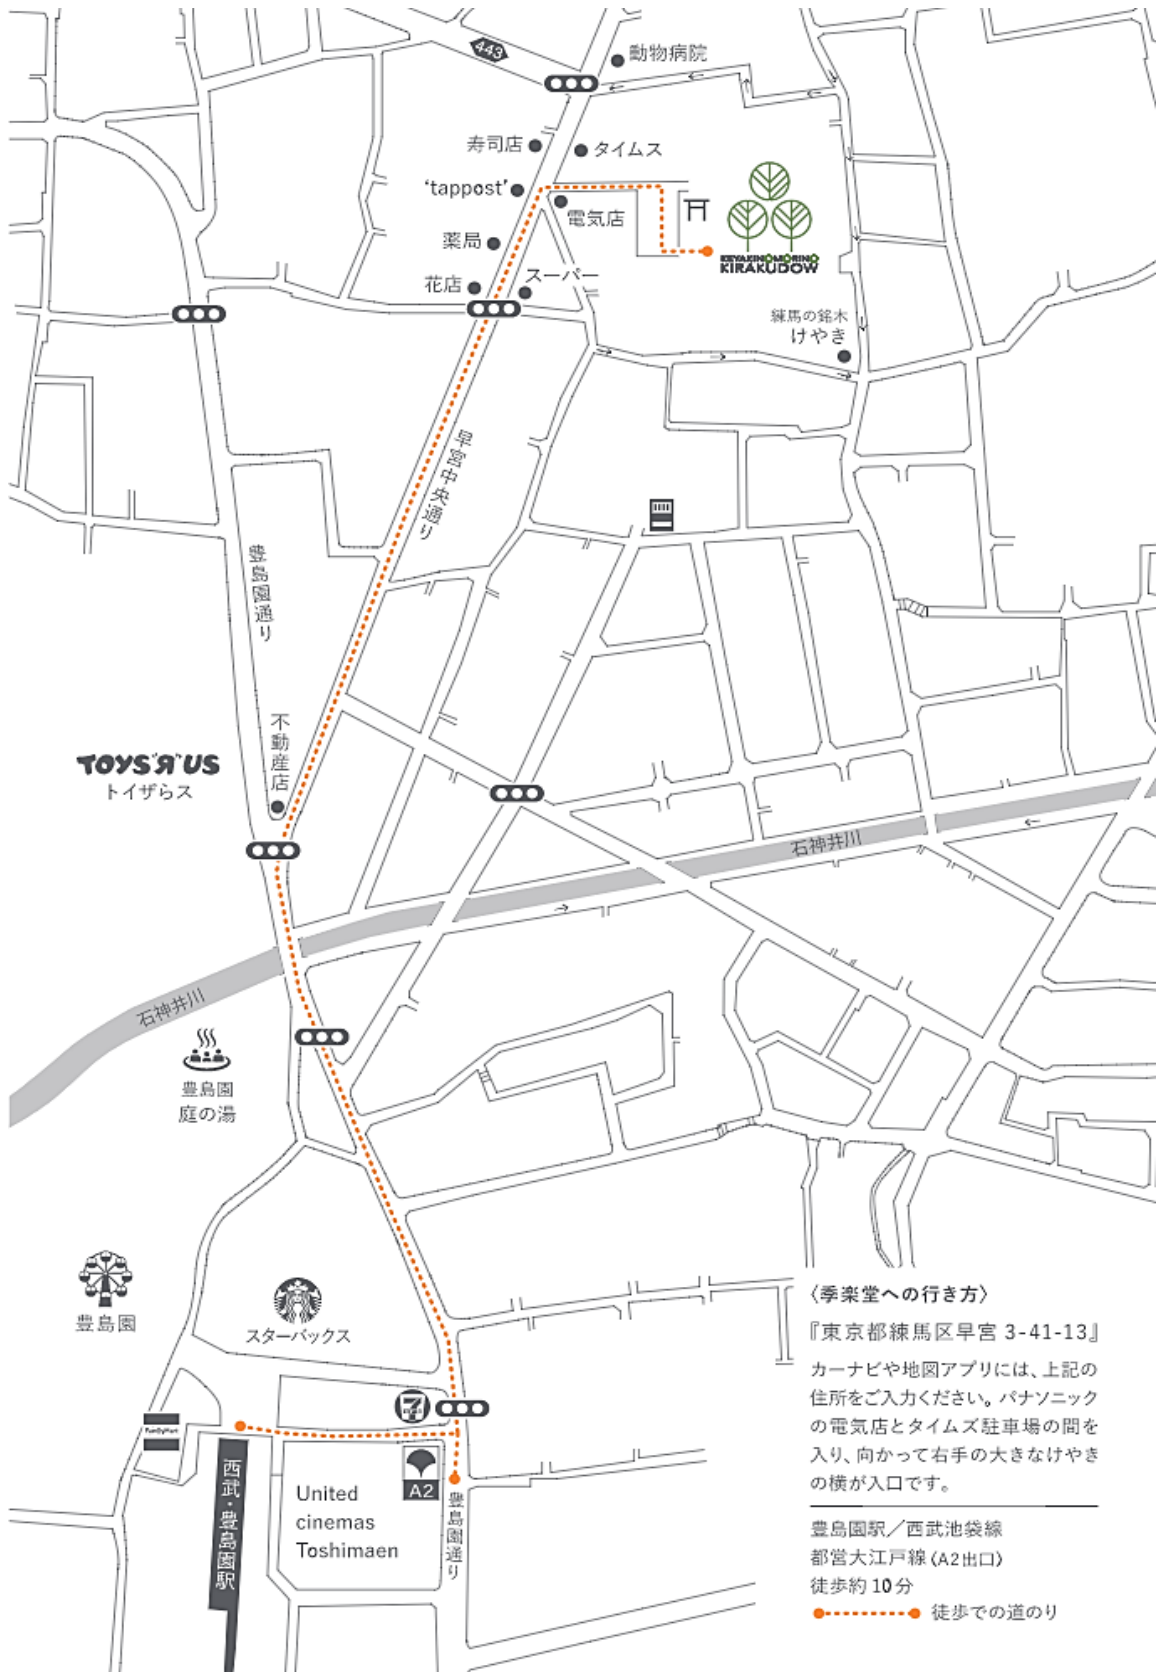 443
動物病院
寿司店
タイムス
‘tappost’
電気店
薬局
KEYAKINOMORINO
KIRAKUDOW
花店
スーパー
練馬の銘木
けやき
早宮中央通り
豊島園通り
不動産店
TOYS"R"US
トイザらス
石神井川
石神井川
豊島園
庭の湯
豊島園
スターバックス
〈季楽堂への行き方〉
『東京都練馬区早宮 3-41-13』
カーナビや地図アプリには、上記の
住所をご入力ください。パナソニック
の電気店とタイムズ駐車場の間を
入り、向かって右手の大きなけやき
の横が入口です。
豊島園駅／西武池袋線
都営大江戸線〈A2出口〉
徒歩約10分
徒歩での道のり
7
FamilyMart
A2
西武・豊島園駅
United
cinemas
Toshimaen
豊島園通り